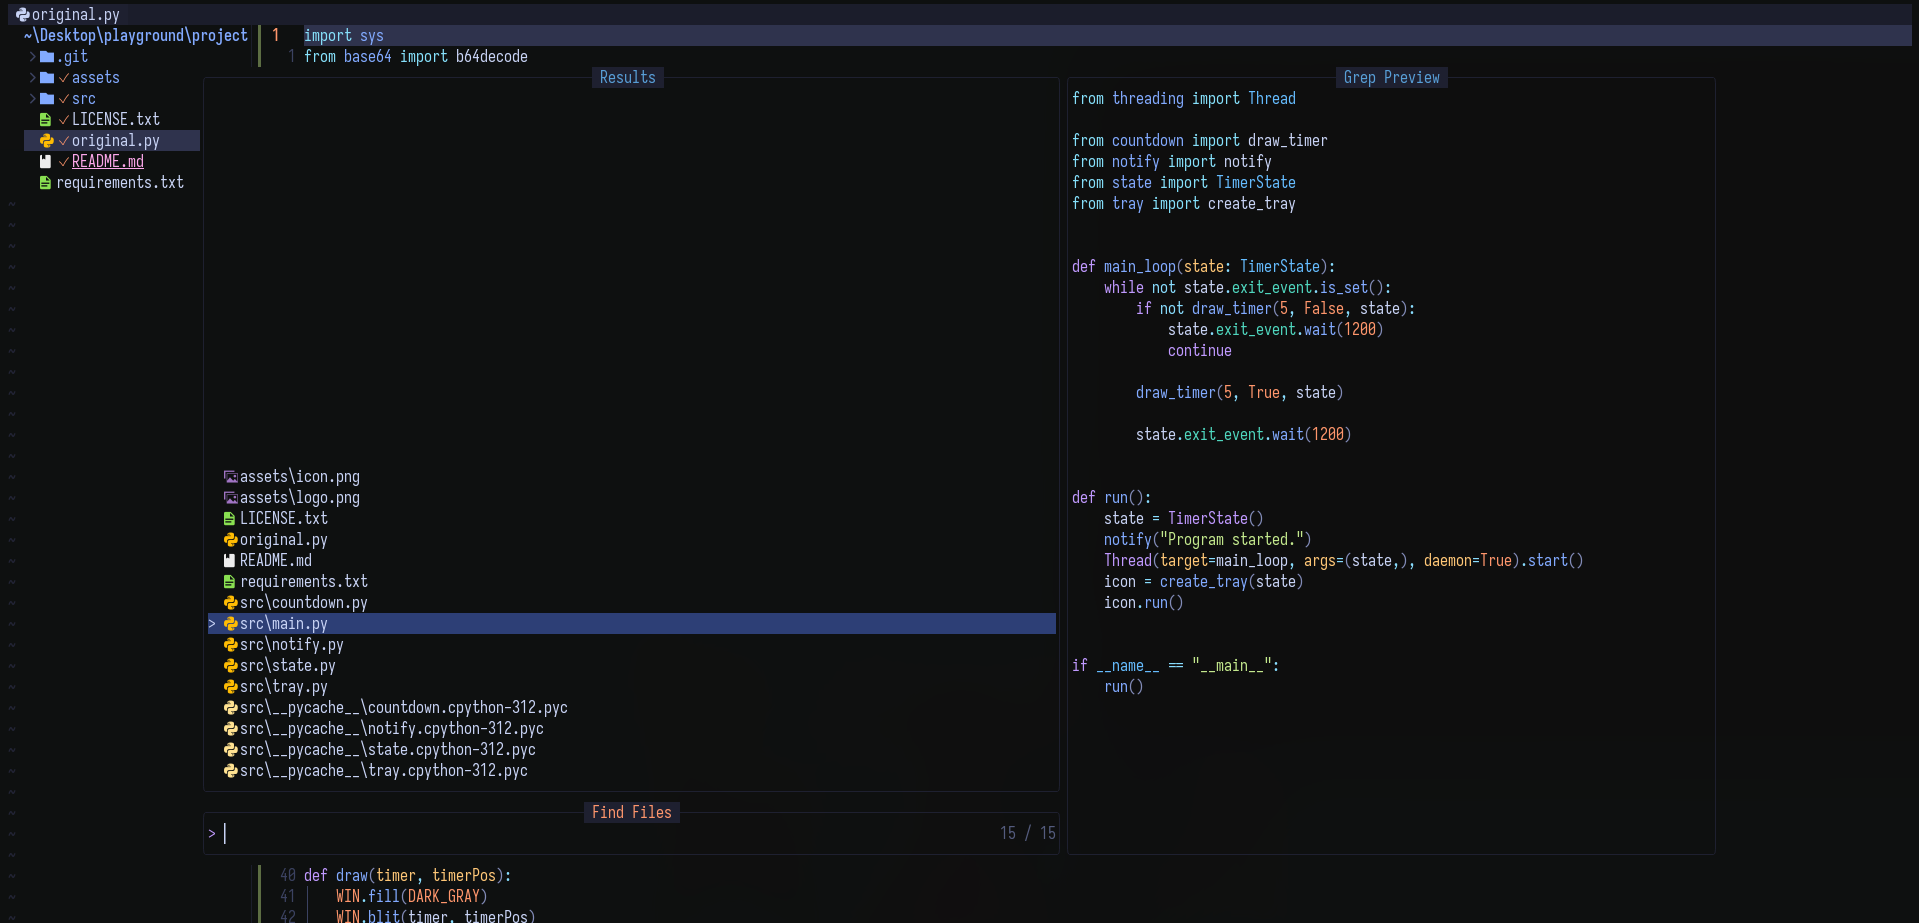 original.py
~\Desktop\playground\project
.git
assets
src
LICENSE.txt
original.py
README.md
requirements.txt
1 import sys
1 from base64 import b64decode
Results
assets\icon.png
assets\logo.png
LICENSE.txt
original.py
README.md
requirements.txt
src\countdown.py
> src\main.py
src\notify.py
src\state.py
src\tray.py
src\__pycache__\countdown.cpython-312.pyc
src\__pycache__\notify.cpython-312.pyc
src\__pycache__\state.cpython-312.pyc
src\__pycache__\tray.cpython-312.pyc
Find Files
> 15 / 15
Grep Preview
from threading import Thread
from countdown import draw_timer
from notify import notify
from state import TimerState
from tray import create_tray
def main_loop(state: TimerState):
while not state.exit_event.is_set():
if not draw_timer(5, False, state):
state.exit_event.wait(1200)
continue
draw_timer(5, True, state)
state.exit_event.wait(1200)
def run():
state = TimerState()
notify("Program started.")
Thread(target=main_loop, args=(state,), daemon=True).start()
icon = create_tray(state)
icon.run()
if __name__ == "__main__":
run()
40 def draw(timer, timerPos):
41 WIN.fill(DARK_GRAY)
42 WIN.blit(timer, timerPos)